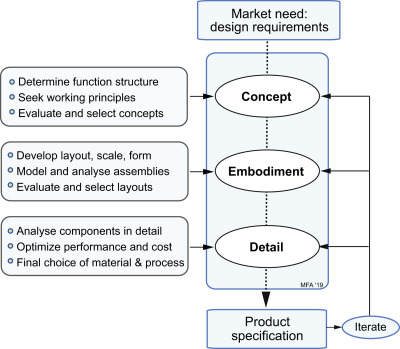 Market need:
design requirements
Determine function structure
Seek working principles
Evaluate and select concepts
Concept
Develop layout, scale, form
Model and analyse assemblies
Evaluate and select layouts
Embodiment
Analyse components in detail
Optimize performance and cost
Final choice of material & process
Detail
MFA '19
Product
specification
Iterate